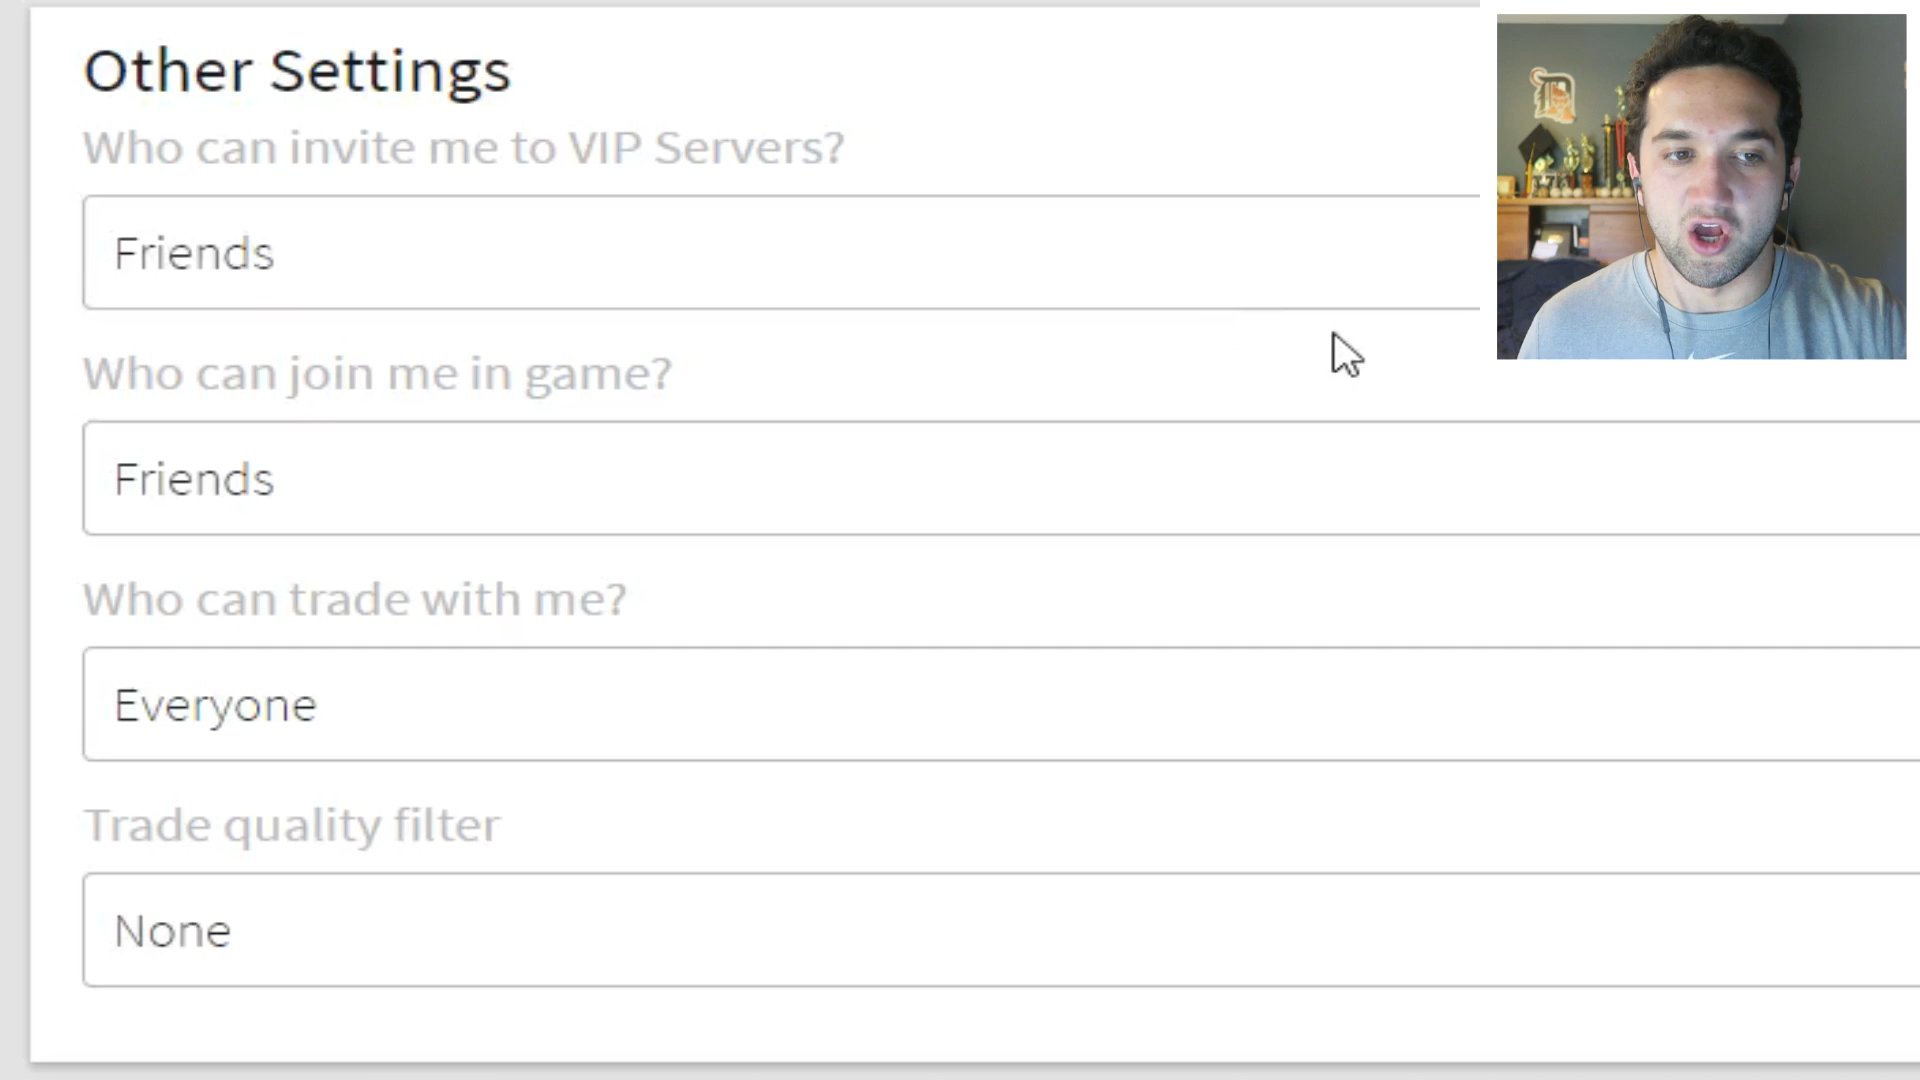 Other Settings
Who can invite me to VIP Servers?
Friends
Who can join me in game?
Friends
Who can trade with me?
Everyone
Trade quality filter
None